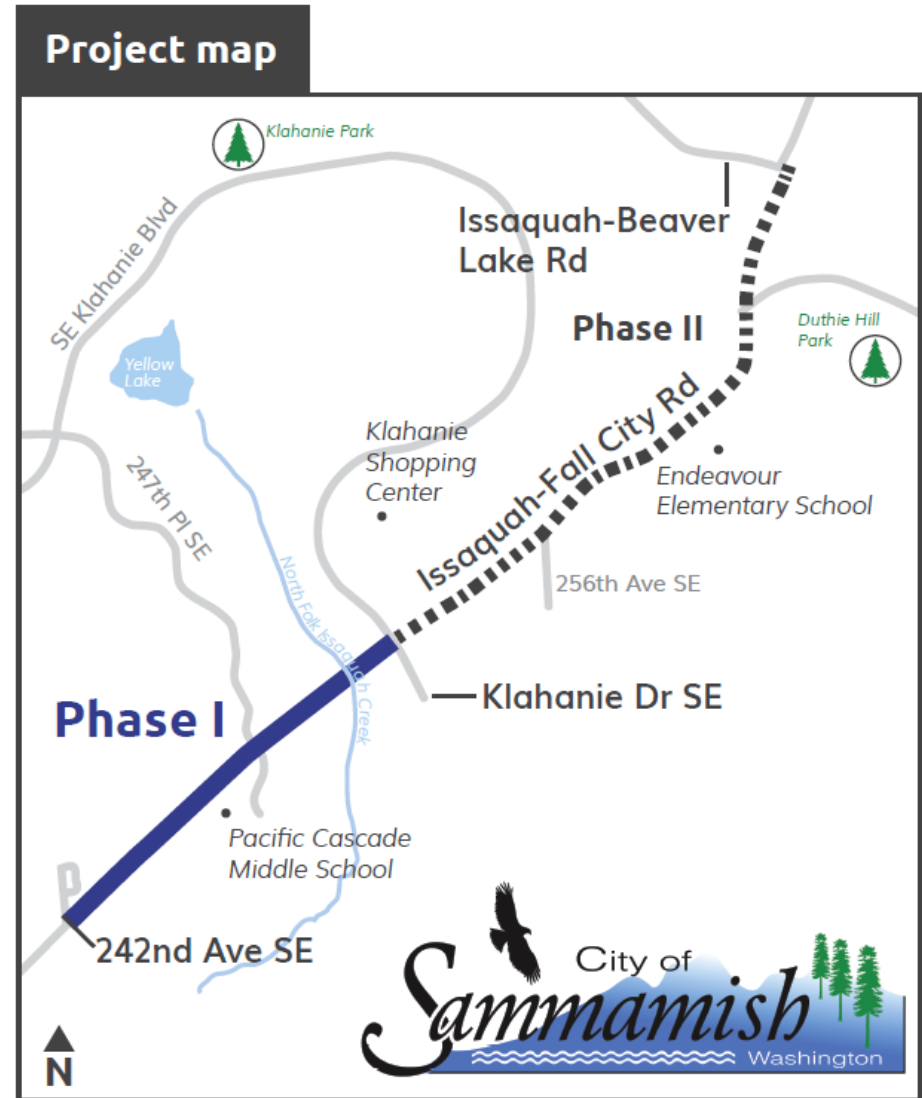 Project map
Klahanie Park
SE Klahanie Blvd
Issaquah-Beaver
Lake Rd
Phase II
Duthie Hill
Park
Yellow
Lake
Klahanie
Shopping
Center
Issaquah-Fall City Rd
Endeavour
Elementary School
247th Pl SE
North Folk Issaquah Creek
256th Ave SE
Klahanie Dr SE
Phase I
Pacific Cascade
Middle School
242nd Ave SE
City of
Sammamish
Washington
N